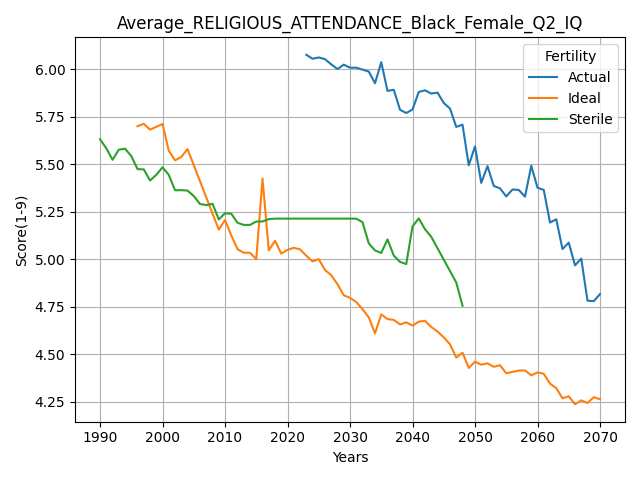 Average_RELIGIOUS_ATTENDANCE_Black_Female_Q2_IQ
Fertility
Actual
Ideal
Sterile
Score(1-9)
6.00
5.75
5.50
5.25
5.00
4.75
4.50
4.25
1990 2000 2010 2020 2030 2040 2050 2060 2070
Years